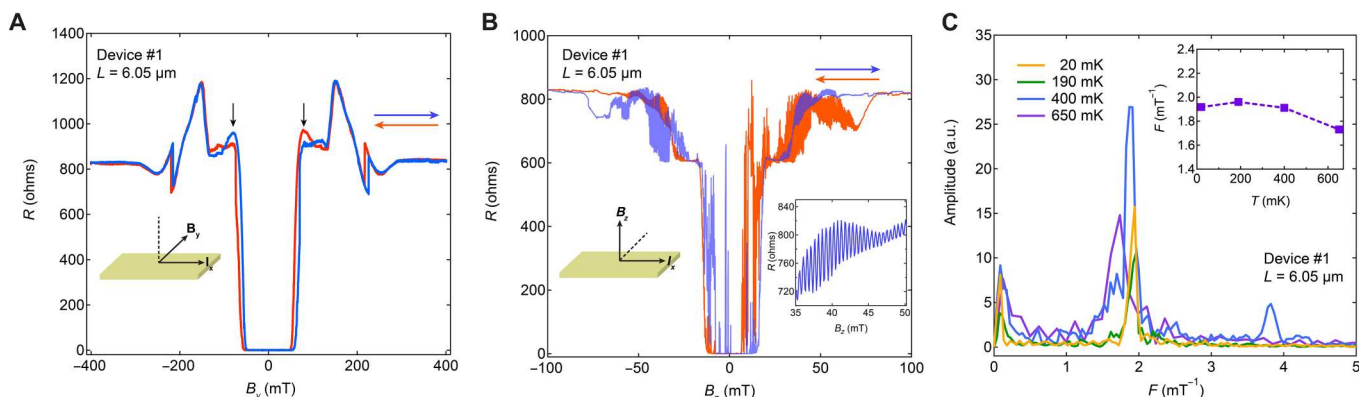 A
Device #1
L = 6.05 µm
R (ohms)
1400
1200
1000
800
600
400
200
0
B_y
I_x
−400
−200
0
200
400
B_y (mT)
B
Device #1
L = 6.05 µm
R (ohms)
1000
800
600
400
200
0
B_z
I_x
R (ohms)
840
800
760
720
35
40
45
50
B_z (mT)
−100
−50
0
50
100
(mT)
C
Amplitude (a.u.)
35
30
25
20
15
10
5
0
20 mK
190 mK
400 mK
650 mK
F (mT⁻¹)
2.4
2.2
2.0
1.8
1.6
1.4
0
200
400
600
T (mK)
Device #1
L = 6.05 µm
0
1
2
3
4
5
F (mT⁻¹)